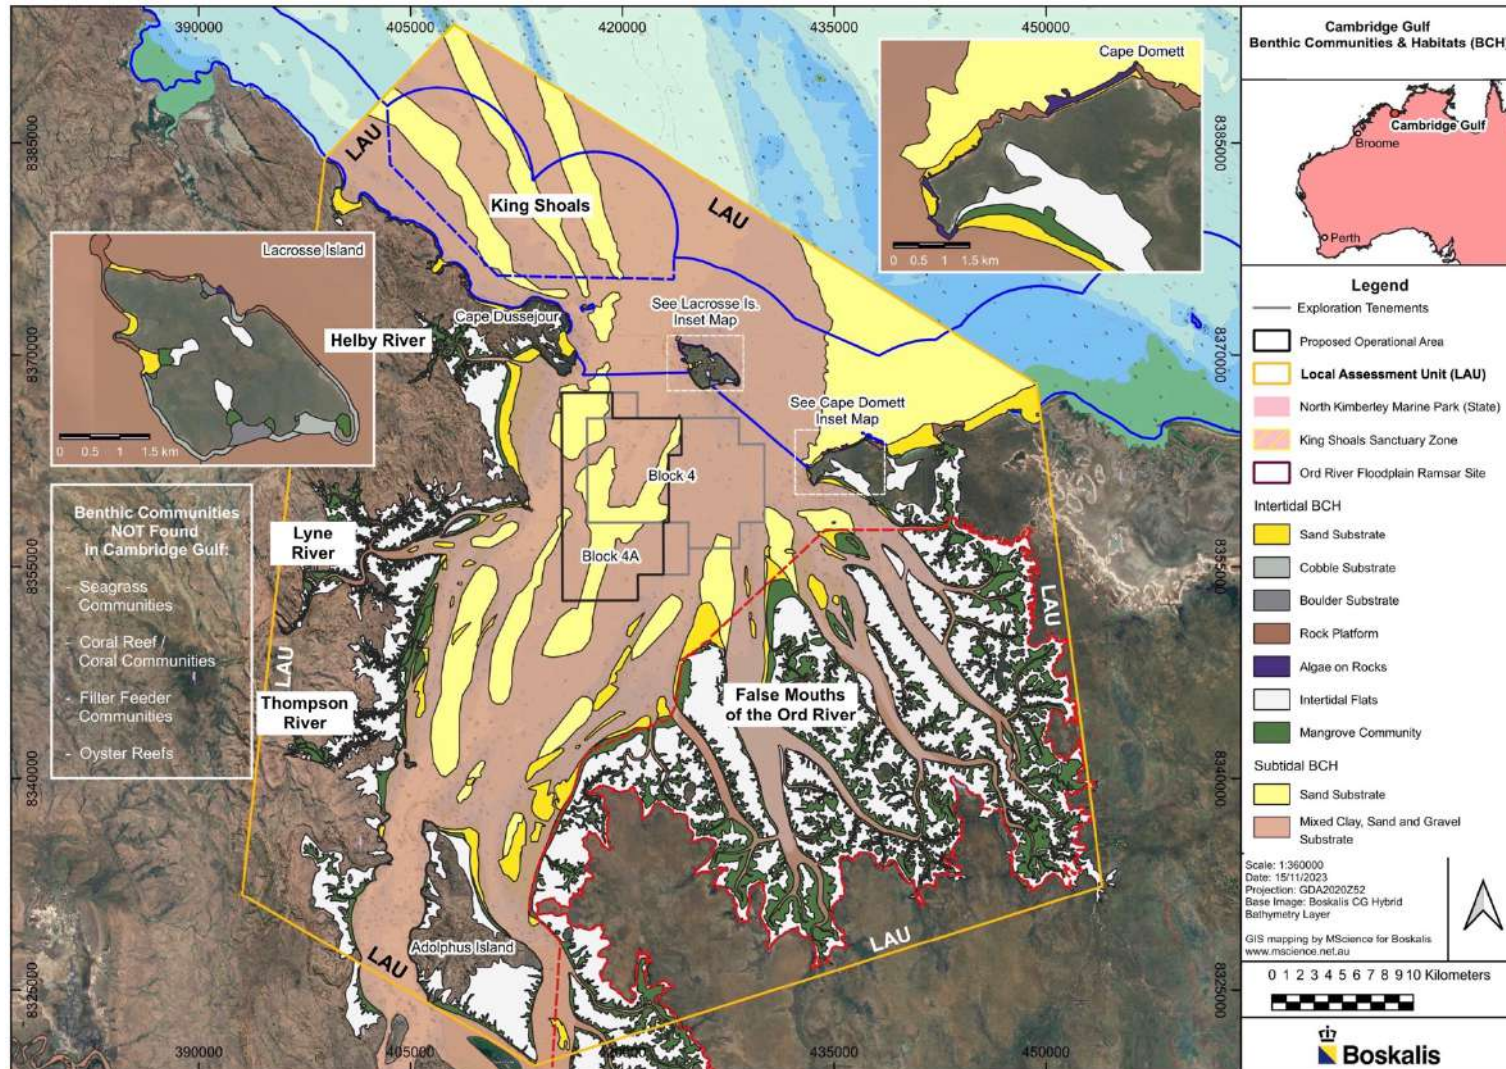 390000
405000
420000
435000
450000
8385000
8370000
8355000
8340000
8325000
8385000
8370000
8355000
8340000
8325000
390000
405000
420000
435000
450000
LAU
LAU
LAU
LAU
LAU
LAU
King Shoals
Cape Dussejour
Helby River
See Lacrosse Is.
Inset Map
See Cape Domett
Inset Map
Block 4
Block 4A
Lyne
River
Thompson
River
False Mouths
of the Ord River
Adolphus Island
Lacrosse Island
0 0.5 1 1.5 km
Cape Domett
0 0.5 1 1.5 km
Benthic Communities
NOT Found
in Cambridge Gulf:
- Seagrass
Communities
- Coral Reef /
Coral Communities
- Filter Feeder
Communities
- Oyster Reefs
Cambridge Gulf
Benthic Communities & Habitats (BCH)
Cambridge Gulf
Broome
Perth
Legend
Exploration Tenements
Proposed Operational Area
Local Assessment Unit (LAU)
North Kimberley Marine Park (State)
King Shoals Sanctuary Zone
Ord River Floodplain Ramsar Site
Intertidal BCH
Sand Substrate
Cobble Substrate
Boulder Substrate
Rock Platform
Algae on Rocks
Intertidal Flats
Mangrove Community
Subtidal BCH
Sand Substrate
Mixed Clay, Sand and Gravel
Substrate
Scale: 1:360000
Date: 15/11/2023
Projection: GDA2020Z52
Base Image: Boskalis CG Hybrid
Bathymetry Layer
GIS mapping by MScience for Boskalis
www.mscience.net.au
0 1 2 3 4 5 6 7 8 9 10 Kilometers
Boskalis